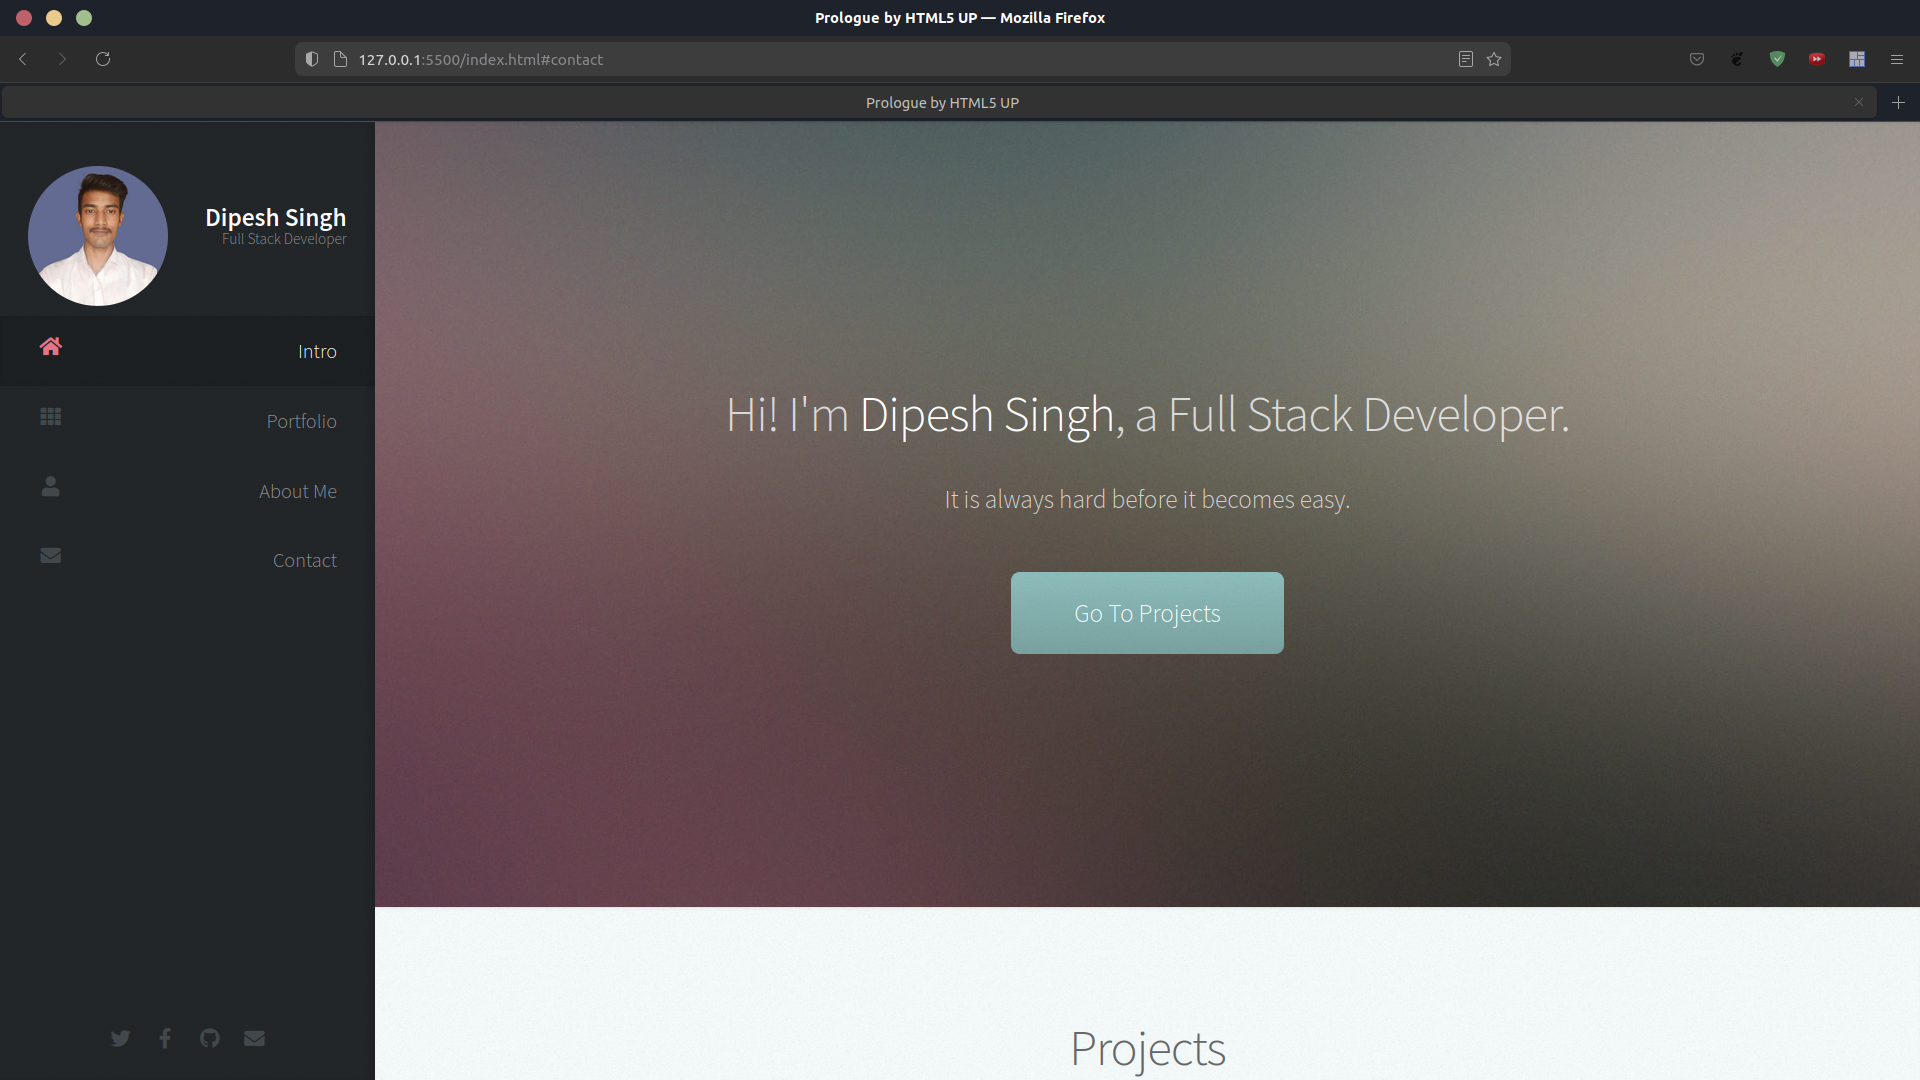 Prologue by HTML5 UP — Mozilla Firefox
127.0.0.1:5500/index.html#contact
Prologue by HTML5 UP
Dipesh Singh
Full Stack Developer
Intro
Portfolio
About Me
Contact
Hi! I'm Dipesh Singh, a Full Stack Developer.
It is always hard before it becomes easy.
Go To Projects
Projects